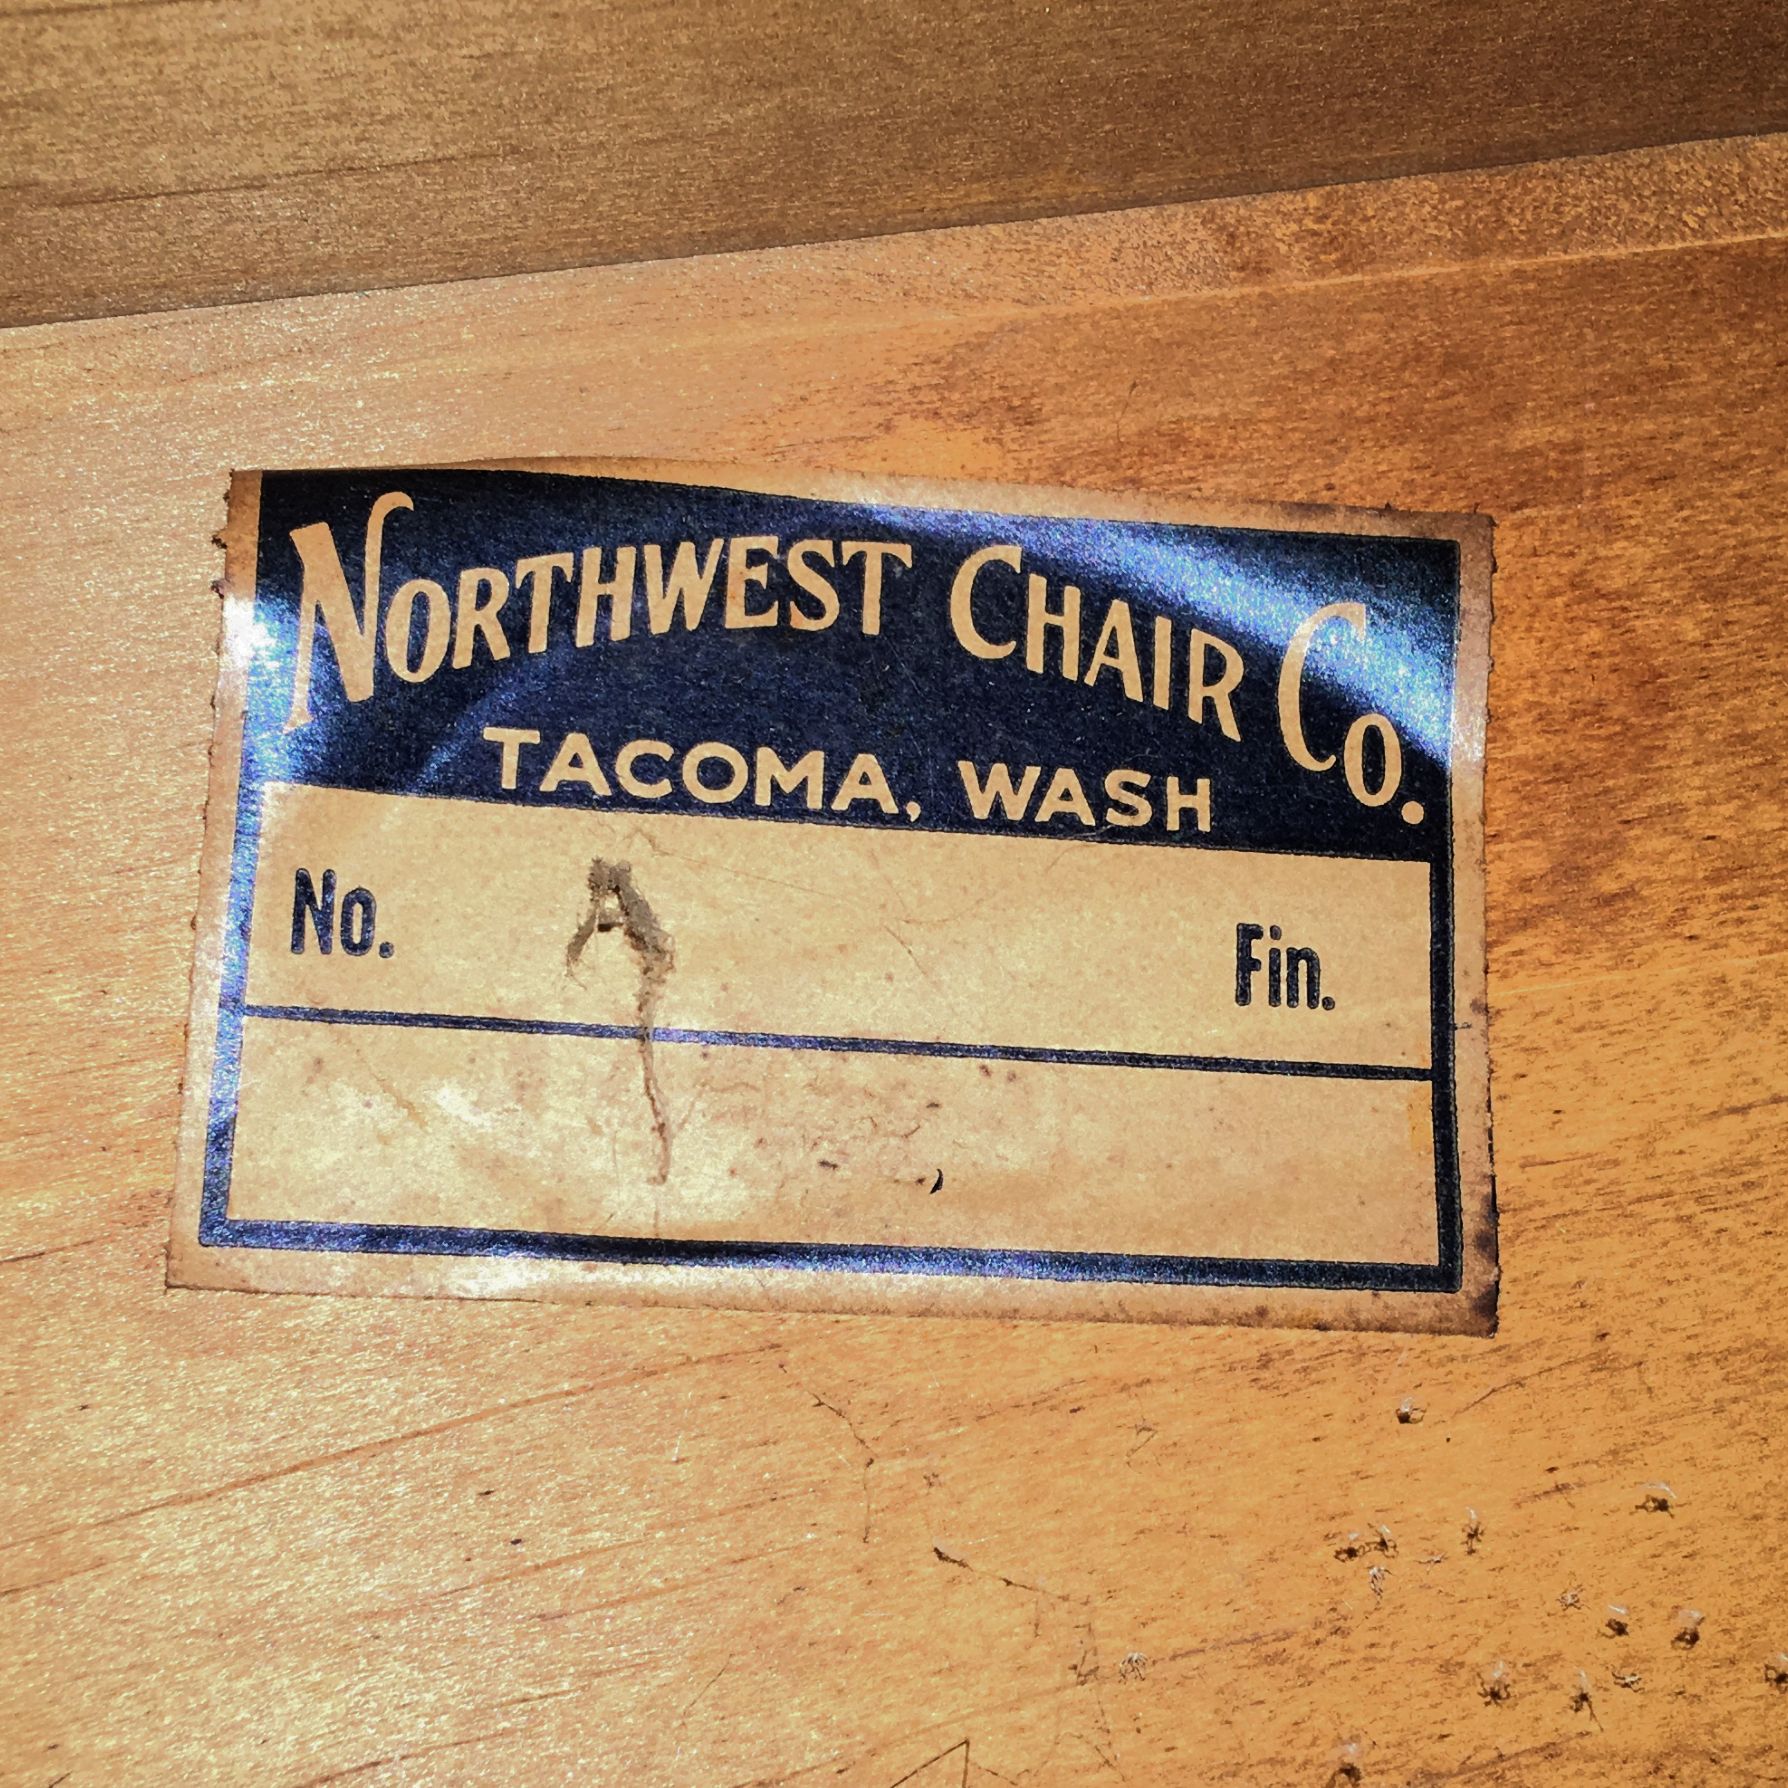 NORTHWEST CHAIR CO.
TACOMA, WASH
No. Fin.